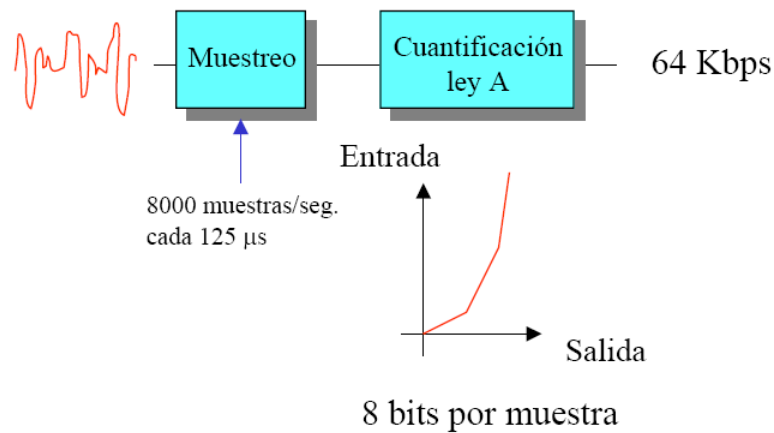 Muestreo
Cuantificación
ley A
64 Kbps
Entrada
8000 muestras/seg.
cada 125 µs
Salida
8 bits por muestra